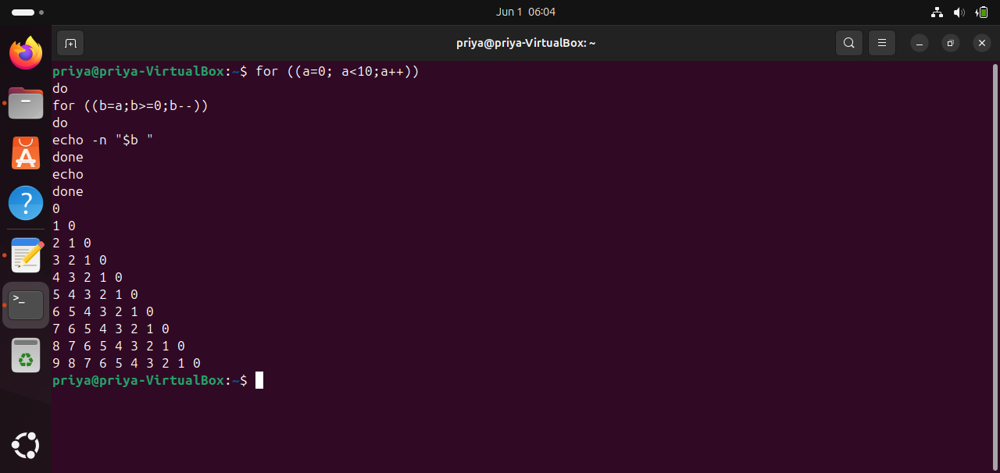 Jun 1 06:04
priya@priya-VirtualBox: ~
priya@priya-VirtualBox:~$ for ((a=0; a<10;a++))
do
for ((b=a;b>=0;b--))
do
echo -n "$b "
done
echo
done
0
1 0
2 1 0
3 2 1 0
4 3 2 1 0
5 4 3 2 1 0
6 5 4 3 2 1 0
7 6 5 4 3 2 1 0
8 7 6 5 4 3 2 1 0
9 8 7 6 5 4 3 2 1 0
priya@priya-VirtualBox:~$